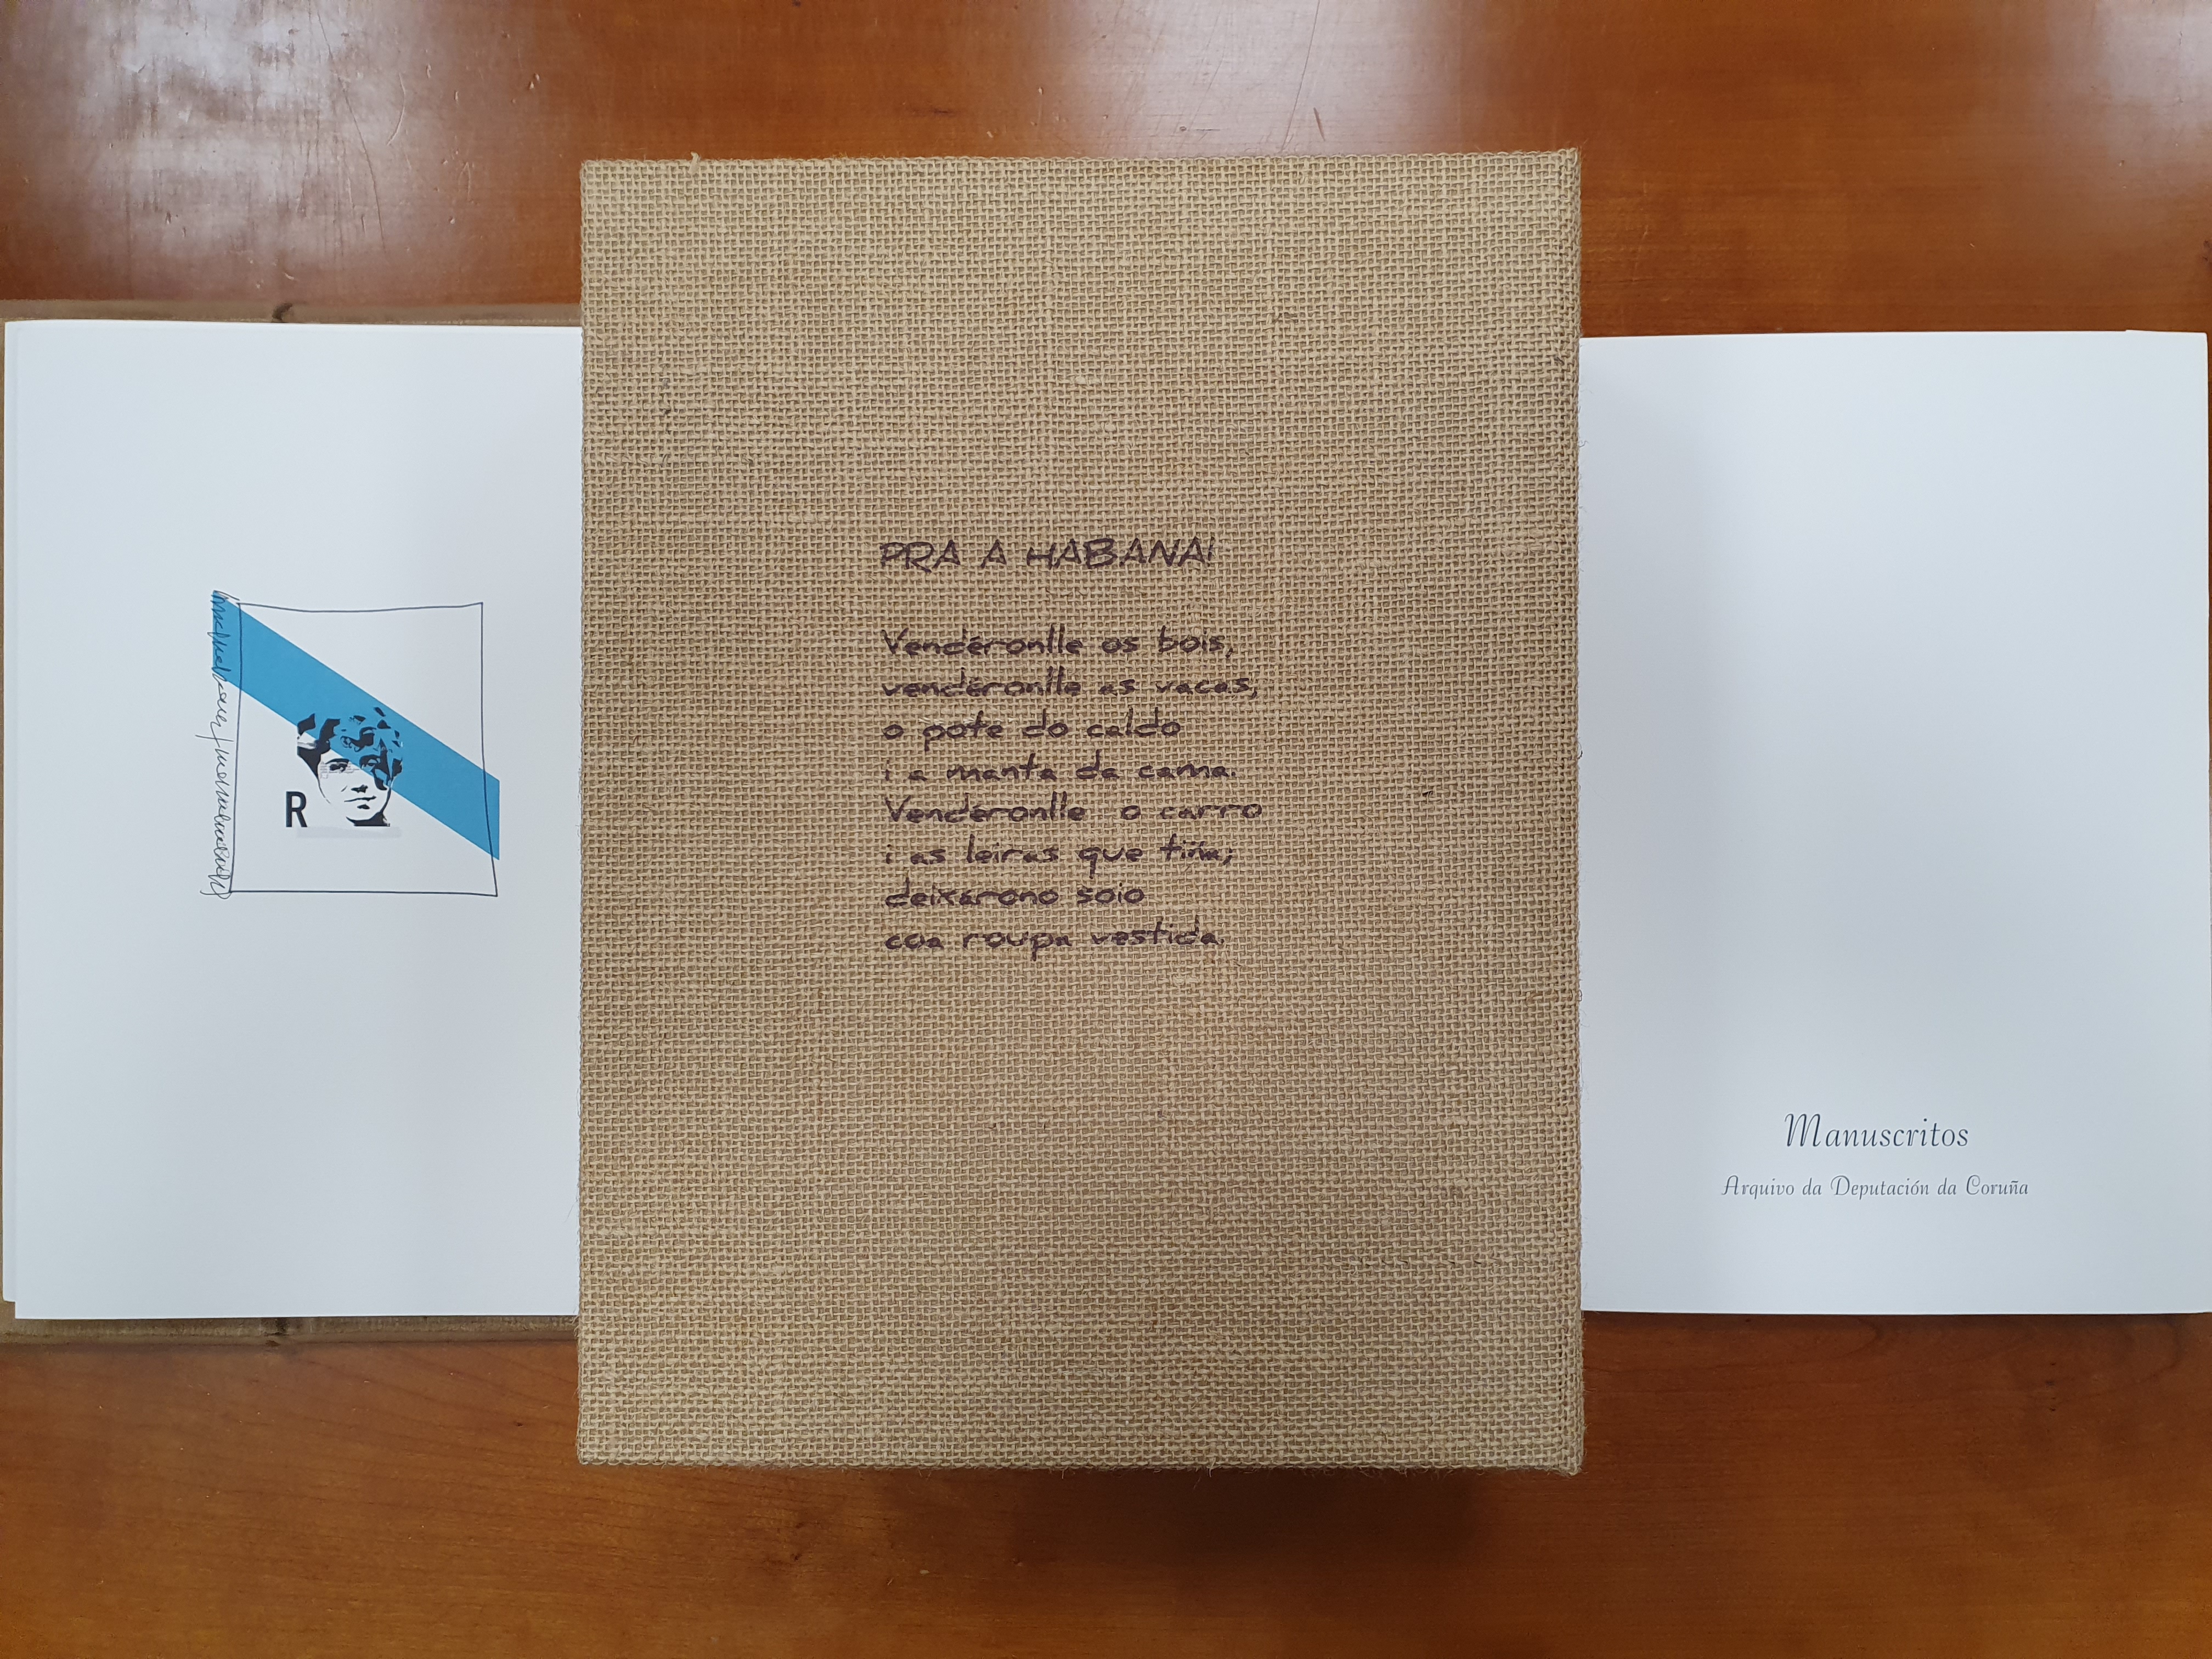 R
PRA A HABANA!
Vendéronlle os bois,
vendéronlle as vacas,
o pote do caldo
i a manta da cama.
Vendéronlle o carro
i as leiras que tiña;
deixárono soio
coa roupa vestida.
Manuscritos
Arquivo da Deputación da Coruña